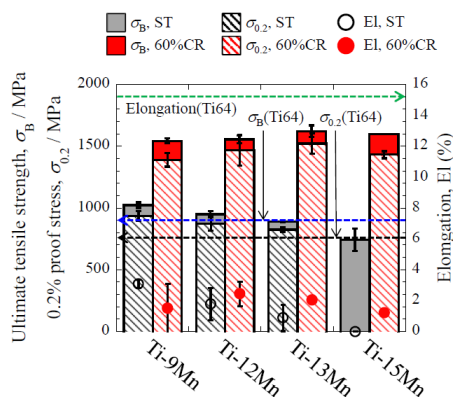 σB, ST σ0.2, ST El, ST
σB, 60%CR σ0.2, 60%CR El, 60%CR
Ultimate tensile strength, σB / MPa
0.2% proof stress, σ0.2 / MPa
2000
1500
1000
500
0
Elongation(Ti64)
σB(Ti64) σ0.2(Ti64)
16
14
12
10
8
6
4
2
0
Elongation, El (%)
Ti-9Mn
Ti-12Mn
Ti-13Mn
Ti-15Mn